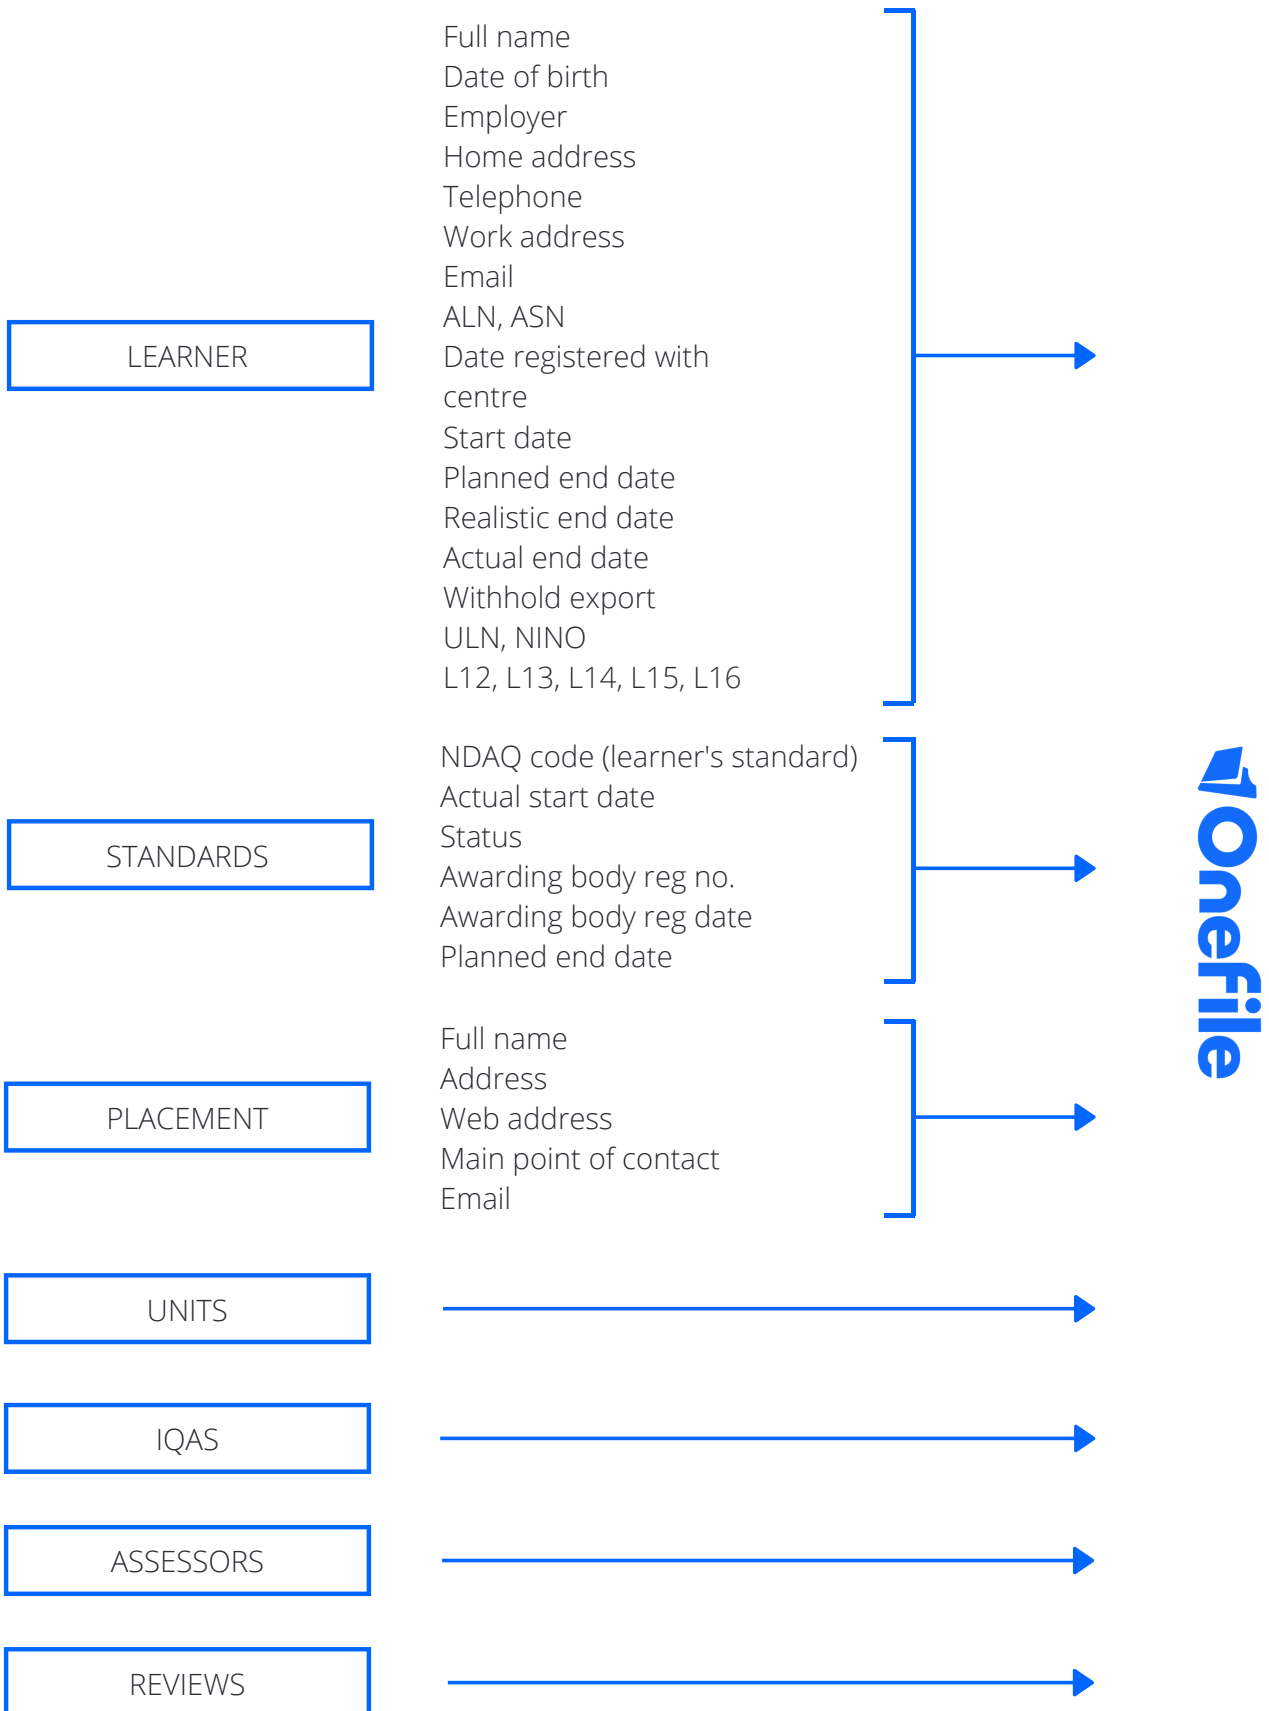 Full name
Date of birth
Employer
Home address
Telephone
Work address
Email
ALN, ASN
LEARNER
Date registered with
centre
Start date
Planned end date
Realistic end date
Actual end date
Withhold export
ULN, NINO
L12, L13, L14, L15, L16
STANDARDS
NDAQ code (learner's standard)
Actual start date
Status
Awarding body reg no.
Awarding body reg date
Planned end date
Onefile
PLACEMENT
Full name
Address
Web address
Main point of contact
Email
UNITS
IQAS
ASSESSORS
REVIEWS